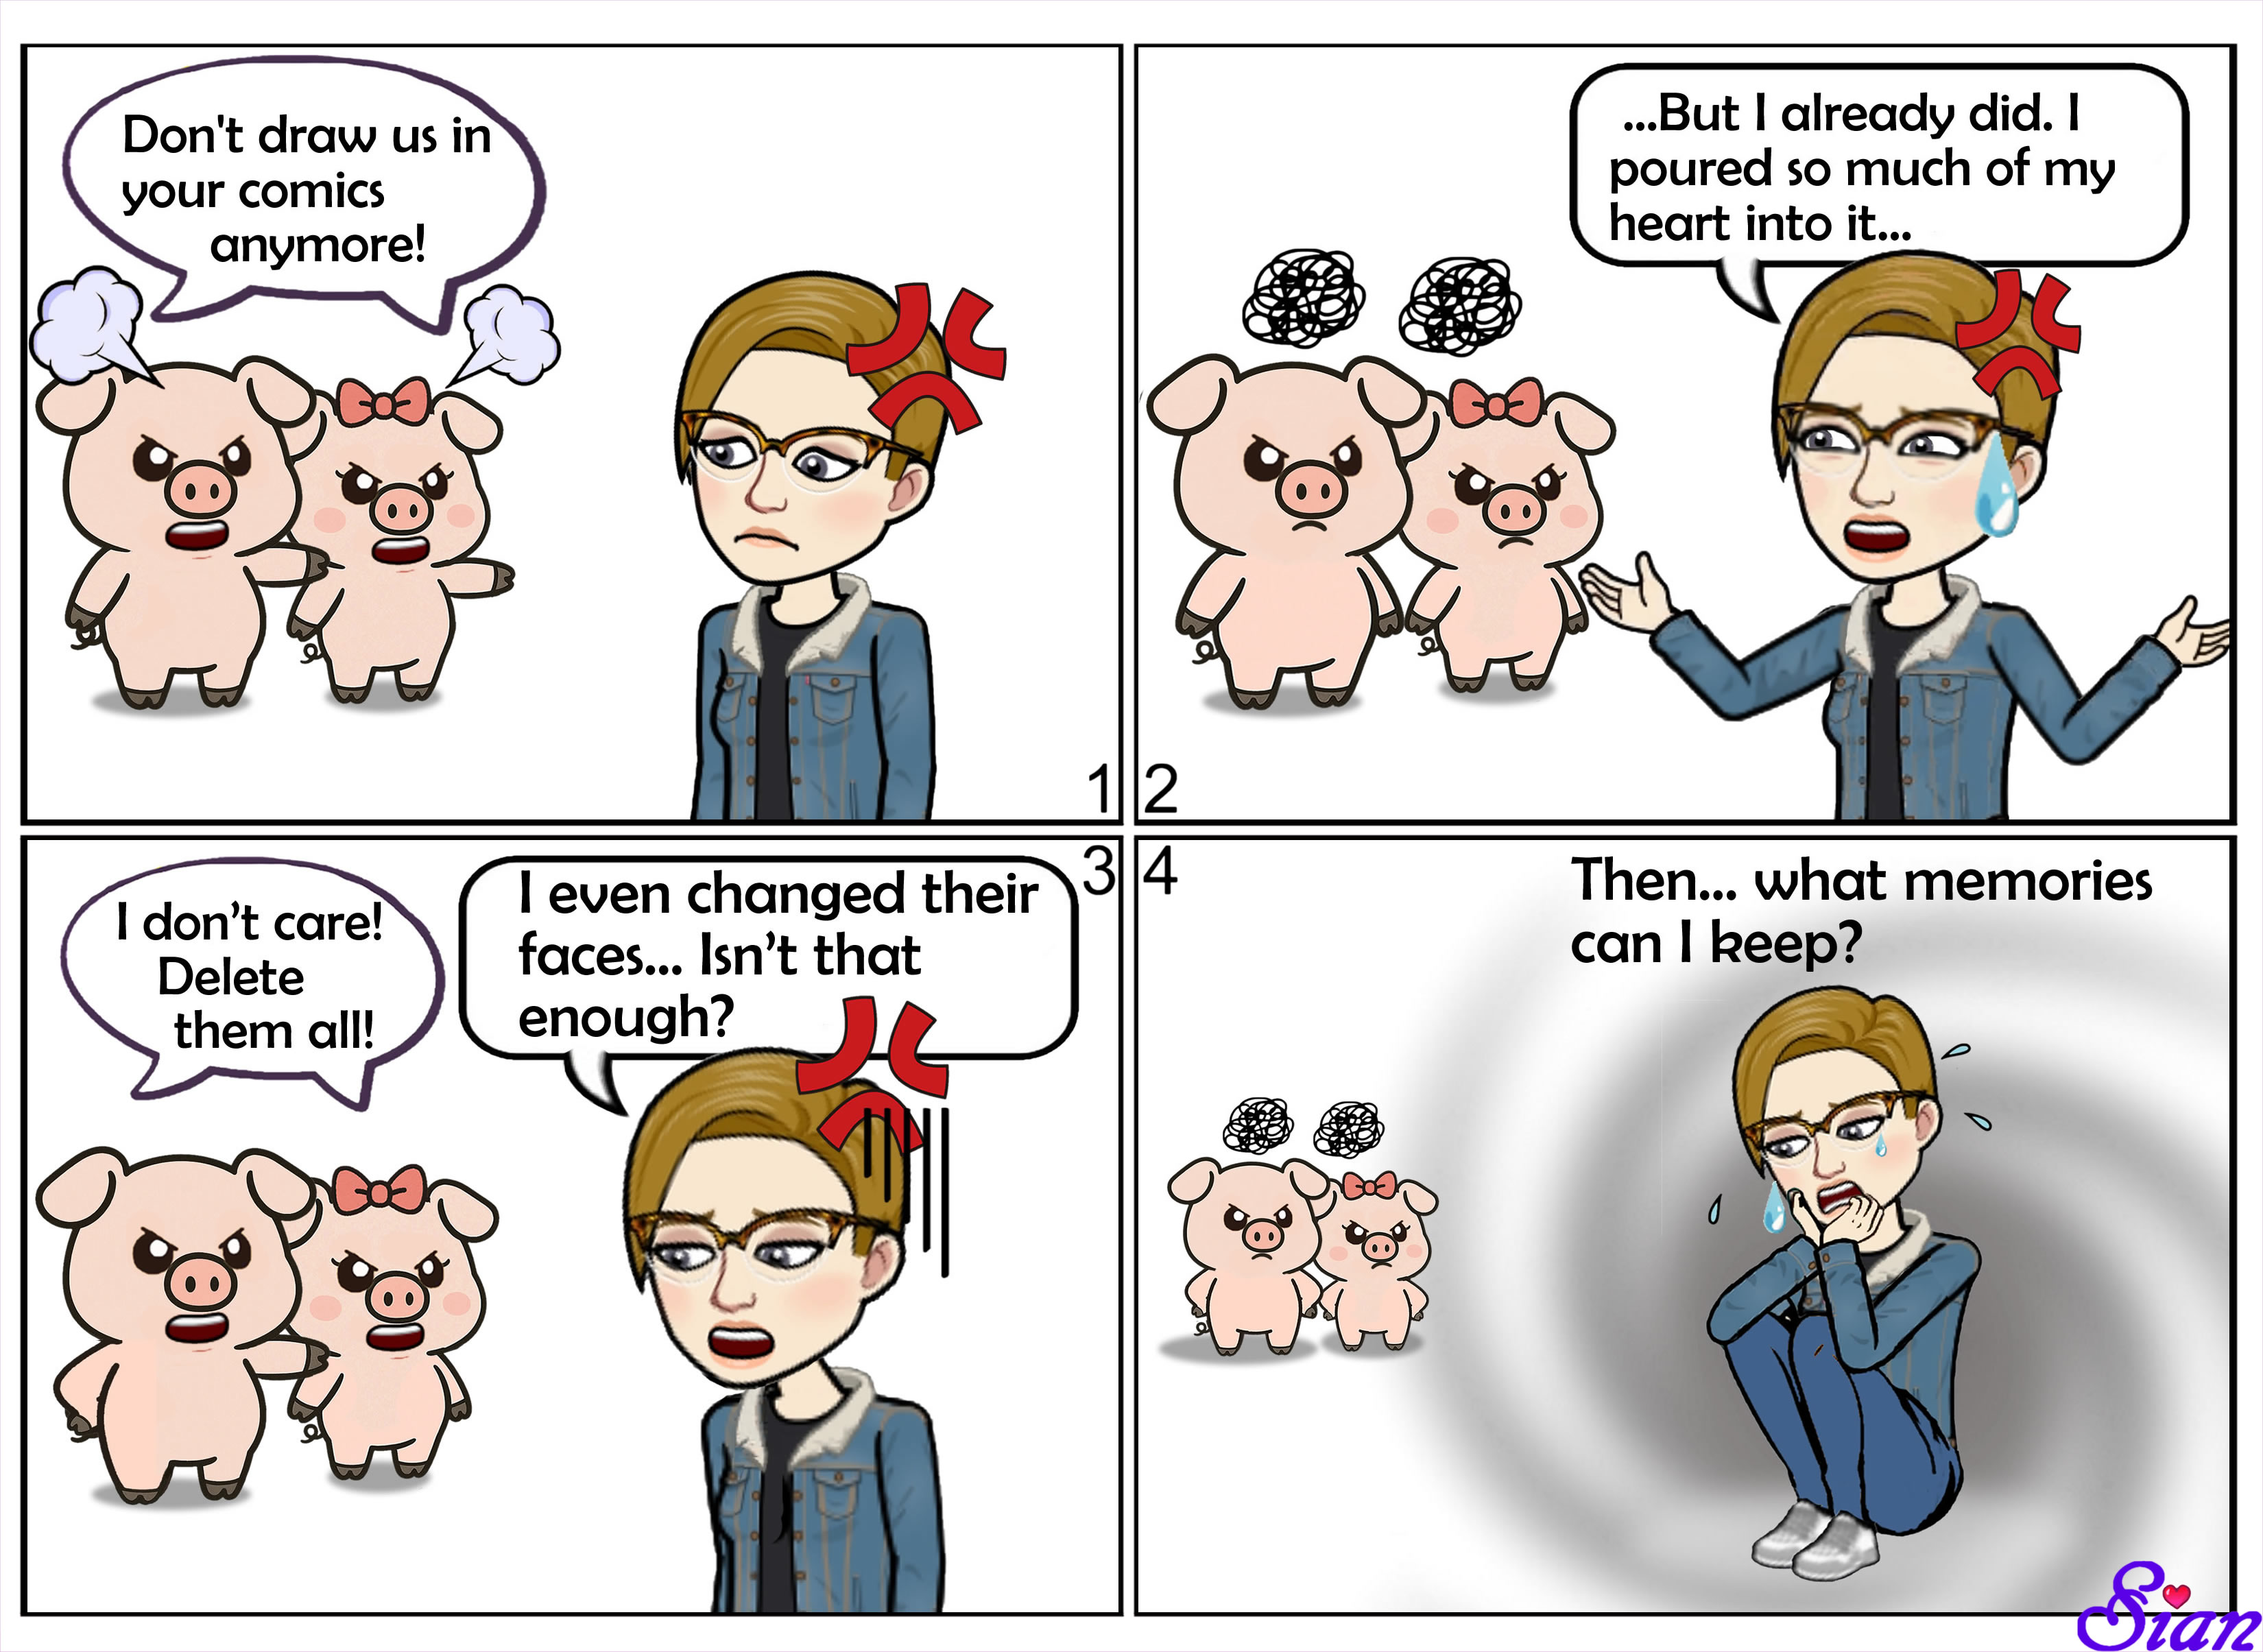 Don't draw us in
your comics
anymore!
1
...But I already did. I
poured so much of my
heart into it...
2
I don’t care!
Delete
them all!
I even changed their
faces... Isn’t that
enough?
3
4
Then... what memories
can I keep?
Sian